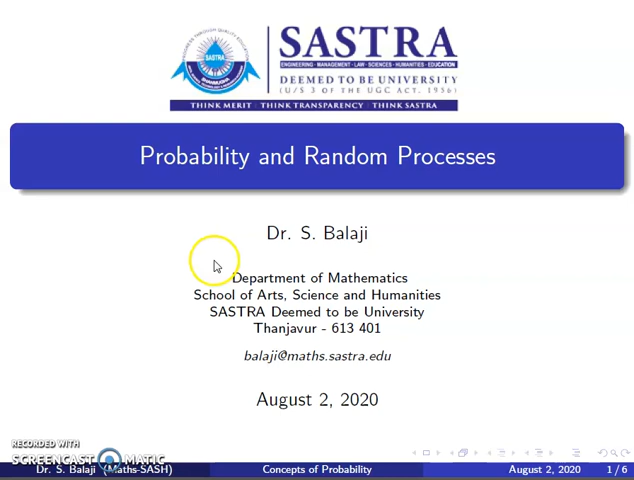 SASTRA
SASTRA
ENGINEERING · MANAGEMENT · LAW · SCIENCES · HUMANITIES · EDUCATION
DEEMED TO BE UNIVERSITY
(U/S 3 OF THE UGC ACT, 1956)
THINK MERIT | THINK TRANSPARENCY | THINK SASTRA
Probability and Random Processes
Dr. S. Balaji
Department of Mathematics
School of Arts, Science and Humanities
SASTRA Deemed to be University
Thanjavur - 613 401
balaji@maths.sastra.edu
August 2, 2020
RECORDED WITH
SCREENCAST MATIC
Dr. S. Balaji (Maths-SASH) Concepts of Probability August 2, 2020 1 / 6